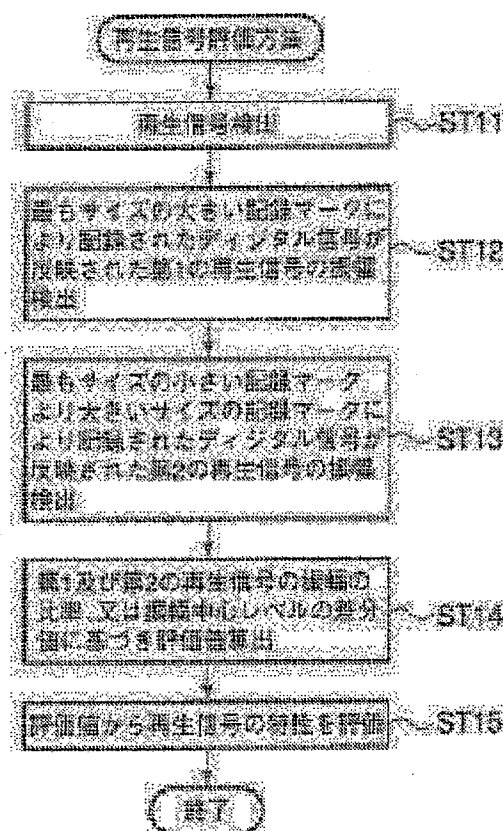 再生信号評価方法
再生信号検出
ST11
最もサイズの大きい記録マークに
より記録されたディジタル信号が
反映された第1の再生信号の振幅
検出
ST12
最もサイズの小さい記録マーク
より大きいサイズの記録マークに
より記録されたディジタル信号が
反映された第2の再生信号の振幅
検出
ST13
第1及び第2の再生信号の振幅の
比率、又は振幅中心レベルの差分
値に基づき評価値算出
ST14
評価値から再生信号の特性を評価
ST15
終了